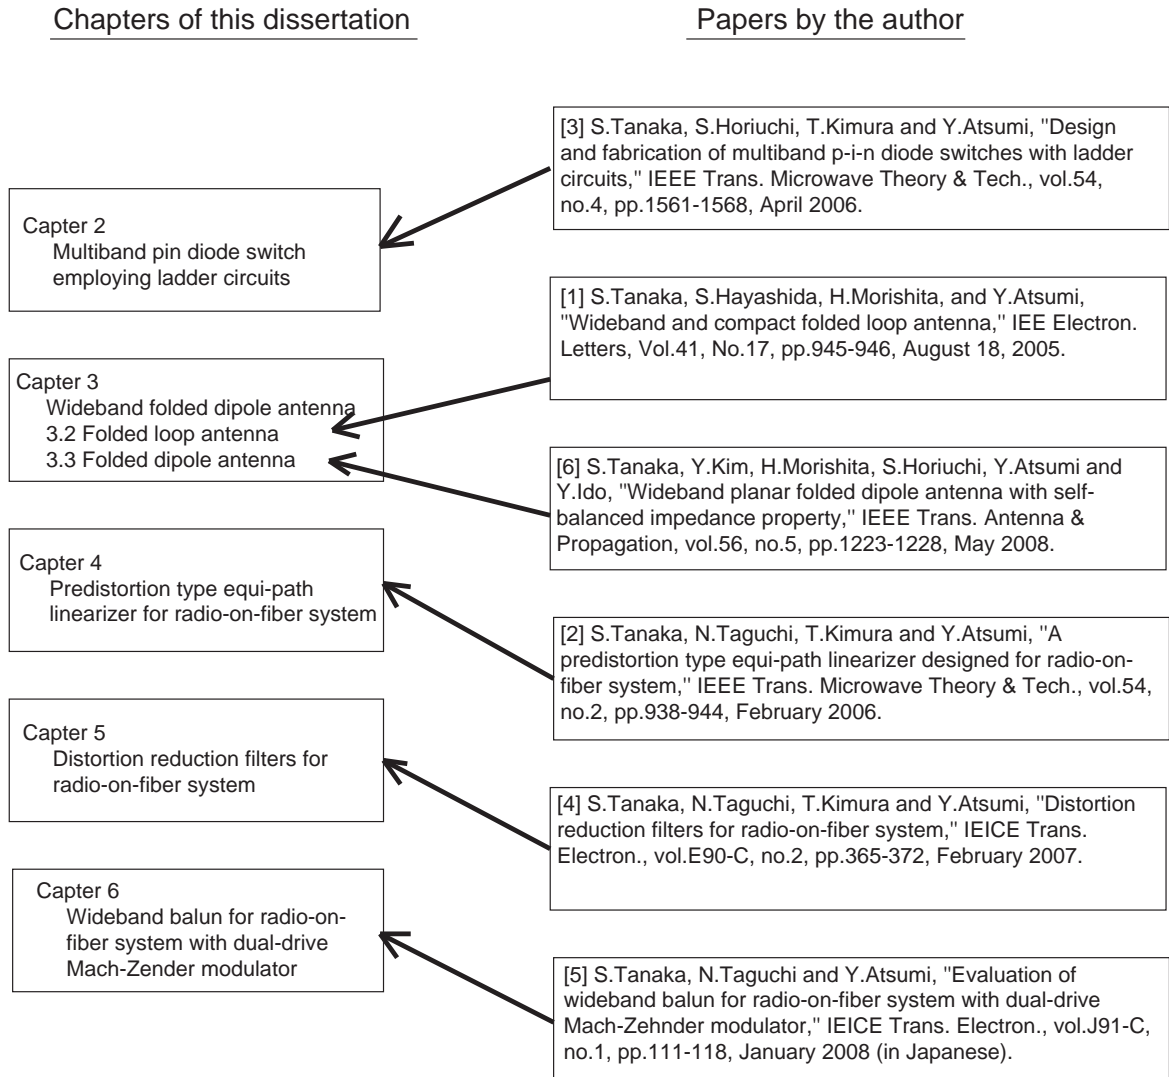 Chapters of this dissertation
Papers by the author
[3] S.Tanaka, S.Horiuchi, T.Kimura and Y.Atsumi, "Design
and fabrication of multiband p-i-n diode switches with ladder
circuits," IEEE Trans. Microwave Theory & Tech., vol.54,
no.4, pp.1561-1568, April 2006.
Capter 2
Multiband pin diode switch
employing ladder circuits
[1] S.Tanaka, S.Hayashida, H.Morishita, and Y.Atsumi,
"Wideband and compact folded loop antenna," IEE Electron.
Letters, Vol.41, No.17, pp.945-946, August 18, 2005.
Capter 3
Wideband folded dipole antenna
3.2 Folded loop antenna
3.3 Folded dipole antenna
[6] S.Tanaka, Y.Kim, H.Morishita, S.Horiuchi, Y.Atsumi and
Y.Ido, "Wideband planar folded dipole antenna with self-
balanced impedance property," IEEE Trans. Antenna &
Propagation, vol.56, no.5, pp.1223-1228, May 2008.
Capter 4
Predistortion type equi-path
linearizer for radio-on-fiber system
[2] S.Tanaka, N.Taguchi, T.Kimura and Y.Atsumi, "A
predistortion type equi-path linearizer designed for radio-on-
fiber system," IEEE Trans. Microwave Theory & Tech., vol.54,
no.2, pp.938-944, February 2006.
Capter 5
Distortion reduction filters for
radio-on-fiber system
[4] S.Tanaka, N.Taguchi, T.Kimura and Y.Atsumi, "Distortion
reduction filters for radio-on-fiber system," IEICE Trans.
Electron., vol.E90-C, no.2, pp.365-372, February 2007.
Capter 6
Wideband balun for radio-on-
fiber system with dual-drive
Mach-Zender modulator
[5] S.Tanaka, N.Taguchi and Y.Atsumi, "Evaluation of
wideband balun for radio-on-fiber system with dual-drive
Mach-Zehnder modulator," IEICE Trans. Electron., vol.J91-C,
no.1, pp.111-118, January 2008 (in Japanese).